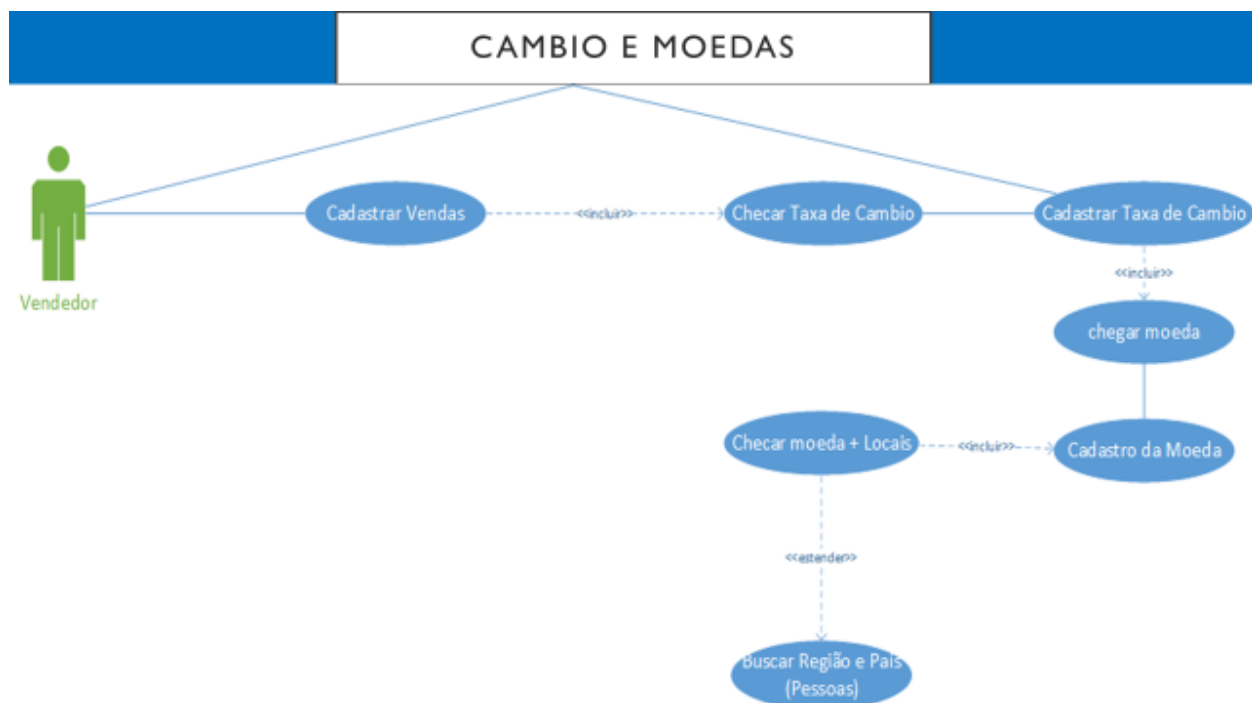 CAMBIO E MOEDAS
Cadastrar Vendas
<<incluir>>
Checar Taxa de Cambio
Cadastrar Taxa de Cambio
<<incluir>>
Vendedor
chegar moeda
Checar moeda + Locais
<<incluir>>
Cadastro da Moeda
<<estender>>
Buscar Região e Pais
(Pessoas)